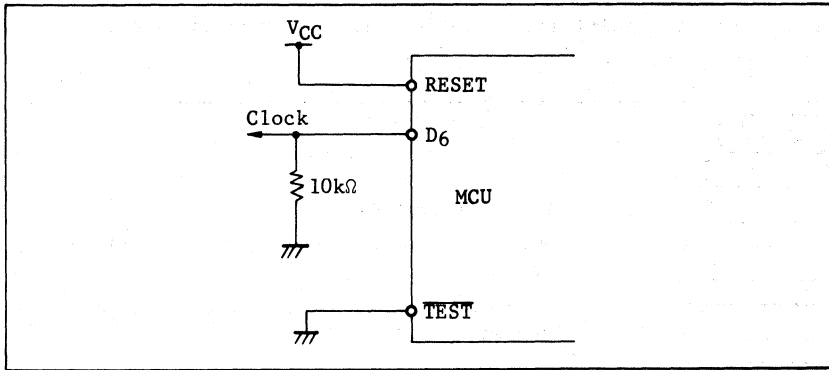 VCC
RESET
Clock
D6
10kΩ
MCU
TEST